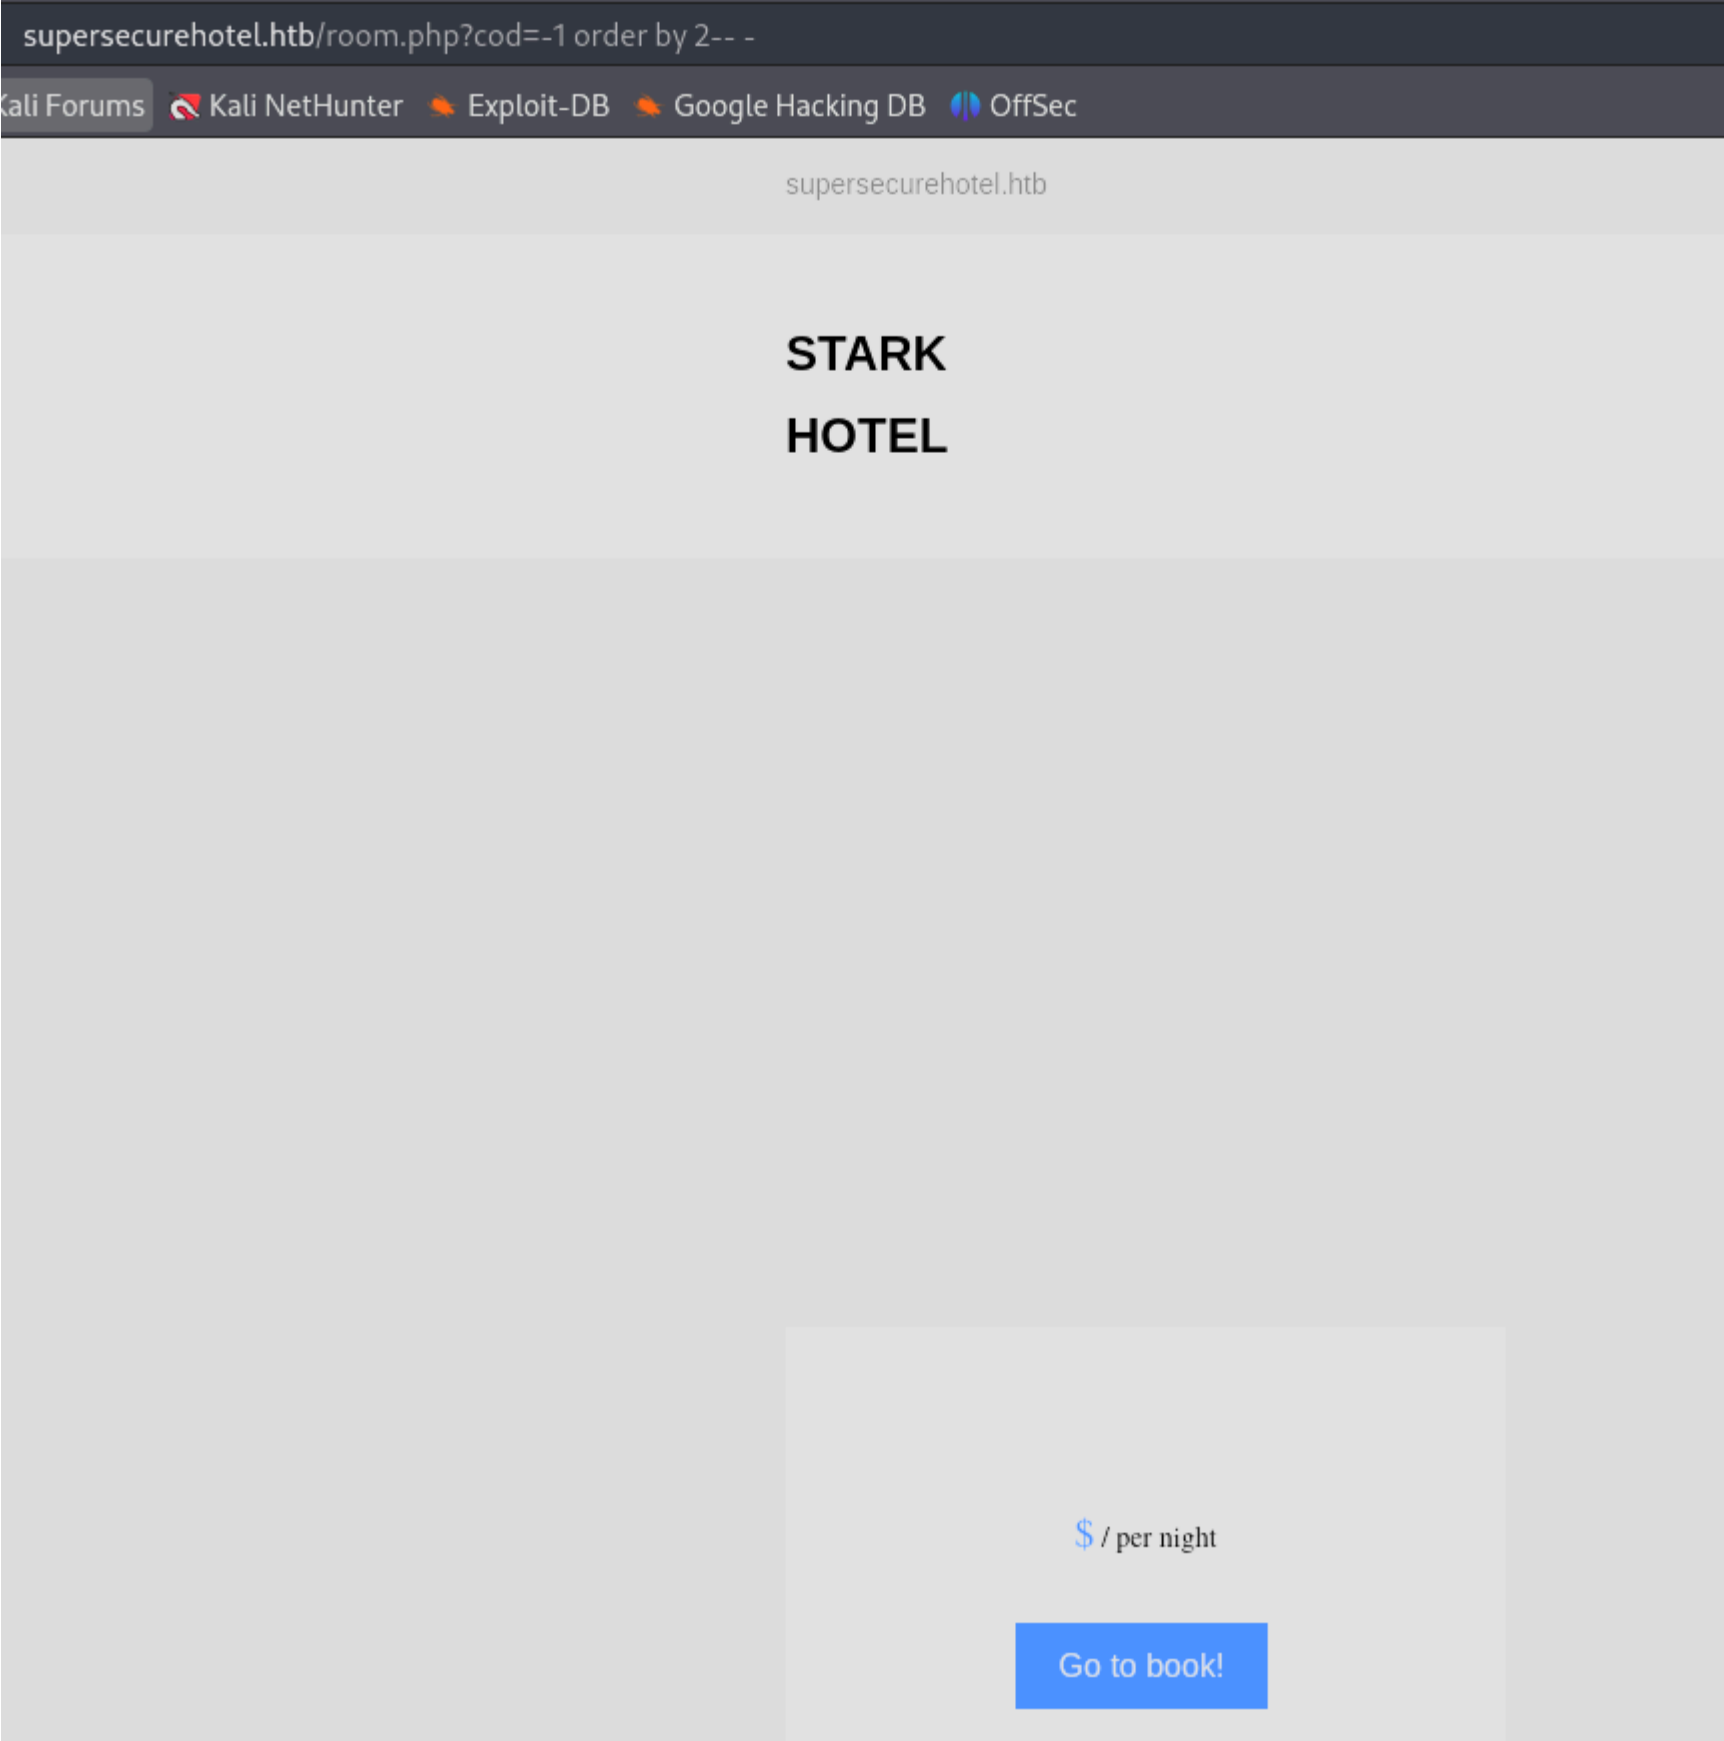 supersecurehotel.htb/room.php?cod=-1 order by 2-- -
Kali Forums Kali NetHunter Exploit-DB Google Hacking DB OffSec
supersecurehotel.htb
STARK
HOTEL
$ / per night
Go to book!